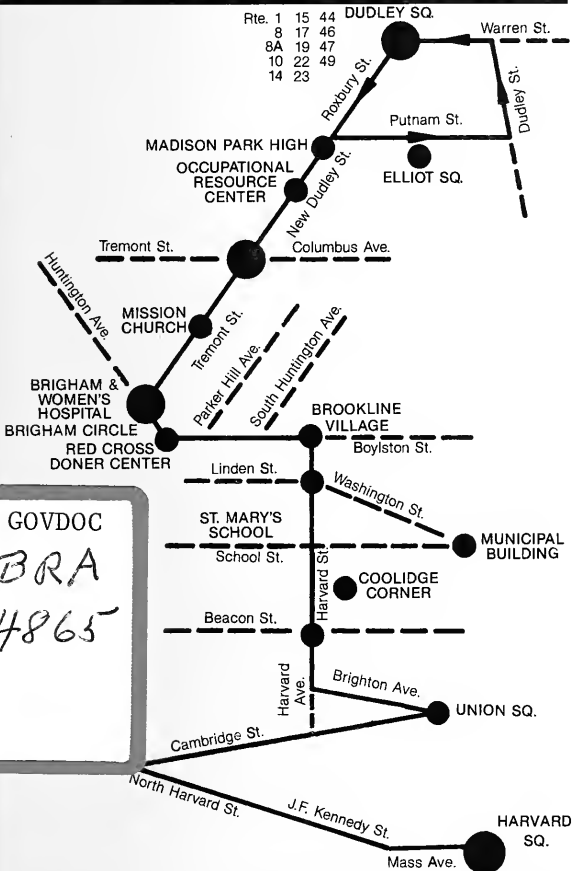 Rte. 1 15 44
8 17 46
8A 19 47
10 22 49
14 23
DUDLEY SQ.
Warren St.
Roxbury St.
Dudley St.
Putnam St.
MADISON PARK HIGH
ELLIOT SQ.
OCCUPATIONAL
RESOURCE
CENTER
New Dudley St.
Tremont St.
Columbus Ave.
Huntington Ave.
MISSION
CHURCH
Tremont St.
Parker Hill Ave.
South Huntington Ave.
BRIGHAM &
WOMEN'S
HOSPITAL
BRIGHAM CIRCLE
RED CROSS
DONER CENTER
BROOKLINE
VILLAGE
Boylston St.
Linden St.
Washington St.
GOVDOC
BRA
4865
ST. MARY'S
SCHOOL
School St.
MUNICIPAL
BUILDING
Harvard St.
COOLIDGE
CORNER
Beacon St.
Harvard
Ave.
Brighton Ave.
UNION SQ.
Cambridge St.
North Harvard St.
J.F. Kennedy St.
HARVARD
SQ.
Mass Ave.